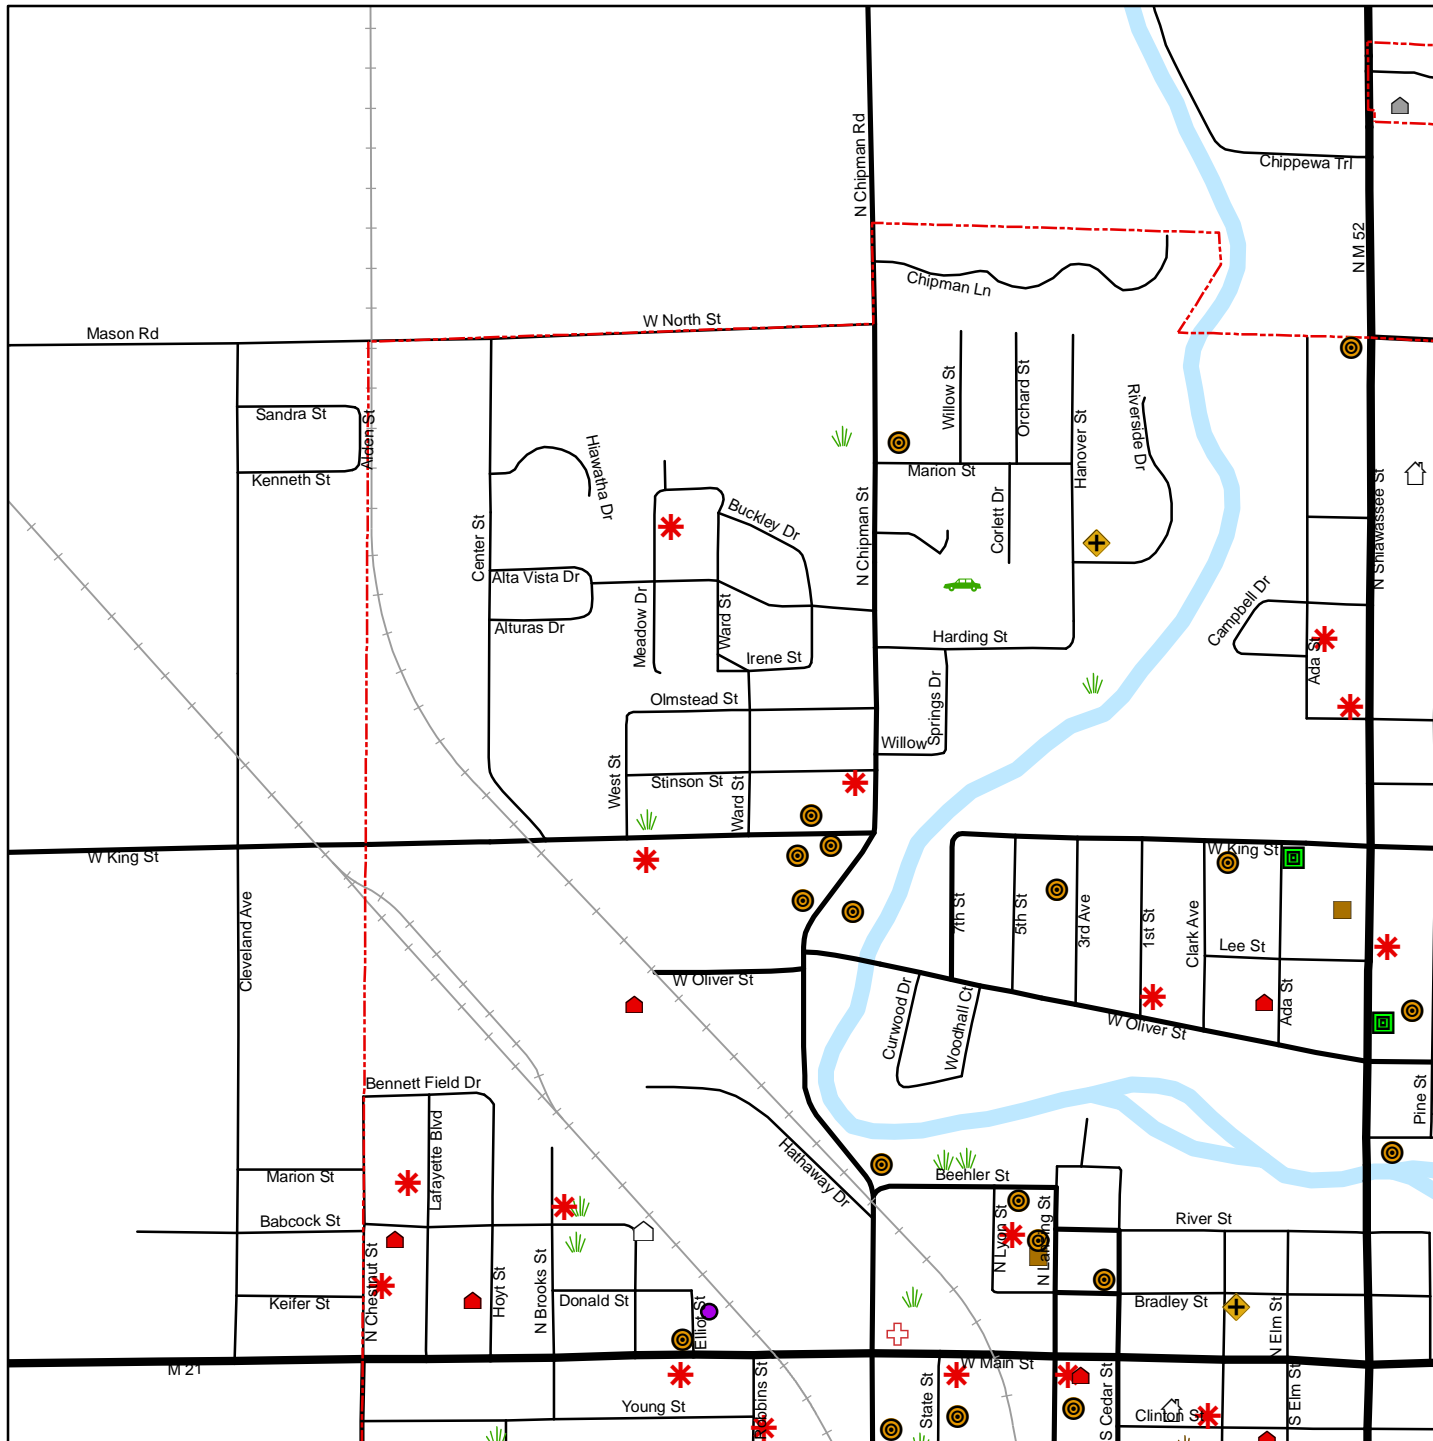 N Chipman Rd
Chippewa Trl
N M 52
Chipman Ln
W North St
Mason Rd
Sandra St
Alden St
Kenneth St
Hiawatha Dr
Willow St
Orchard St
Hanover St
Riverside Dr
Marion St
Buckley Dr
Center St
N Chipman St
Corlett Dr
N Shiawassee St
Alta Vista Dr
Alturas Dr
Meadow Dr
Ward St
Irene St
Harding St
Campbell Dr
Ada St
Olmstead St
Springs Dr
Willow
West St
Stinson St
Ward St
W King St
W King St
Cleveland Ave
7th St
5th St
3rd Ave
1st St
Clark Ave
Lee St
Ada St
W Oliver St
Curwood Dr
Woodhall Ct
W Oliver St
Bennett Field Dr
Lafayette Blvd
Pine St
Hathaway Dr
Beehler St
Marion St
Babcock St
N Lyon St
N Lansing St
River St
N Chestnut St
Hoyt St
N Brooks St
Keifer St
Donald St
Elliot St
Bradley St
N Elm St
M 21
W Main St
Robbins St
State St
S Cedar St
S Elm St
Young St
Clinton St